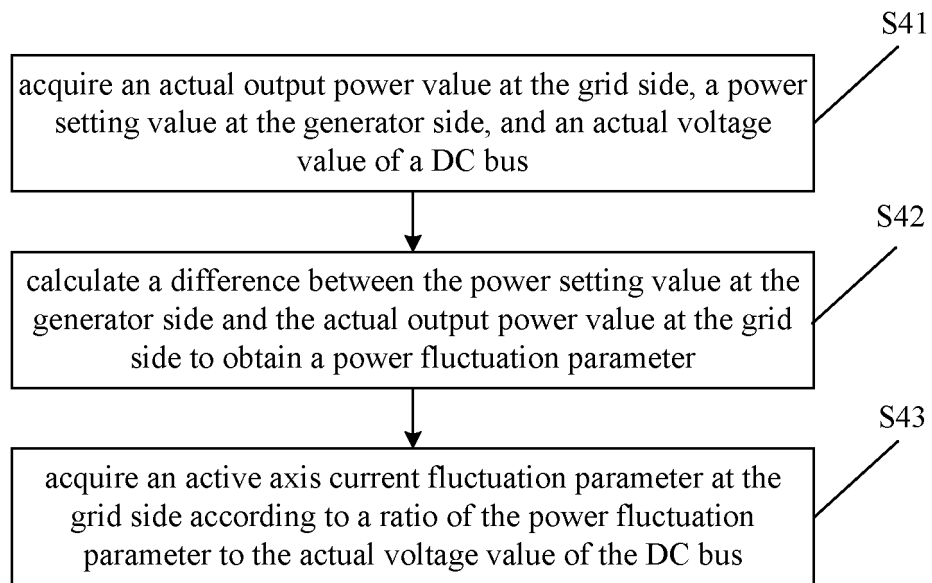 S41
acquire an actual output power value at the grid side, a power
setting value at the generator side, and an actual voltage
value of a DC bus
S42
calculate a difference between the power setting value at the
generator side and the actual output power value at the grid
side to obtain a power fluctuation parameter
S43
acquire an active axis current fluctuation parameter at the
grid side according to a ratio of the power fluctuation
parameter to the actual voltage value of the DC bus